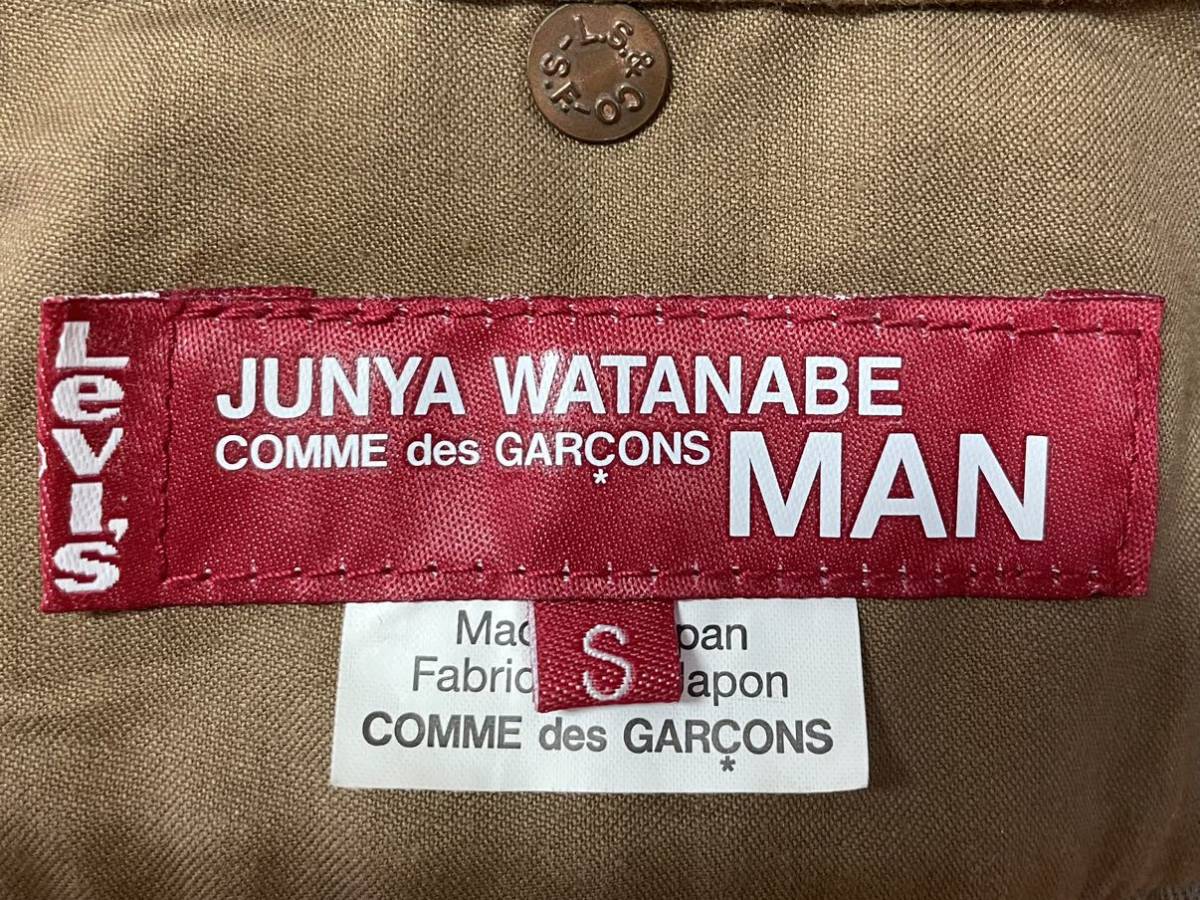 L.S.&CO-S.F.-
Levi's
JUNYA WATANABE
COMME des GARÇONS MAN
*
S
COMME des GARÇONS
*